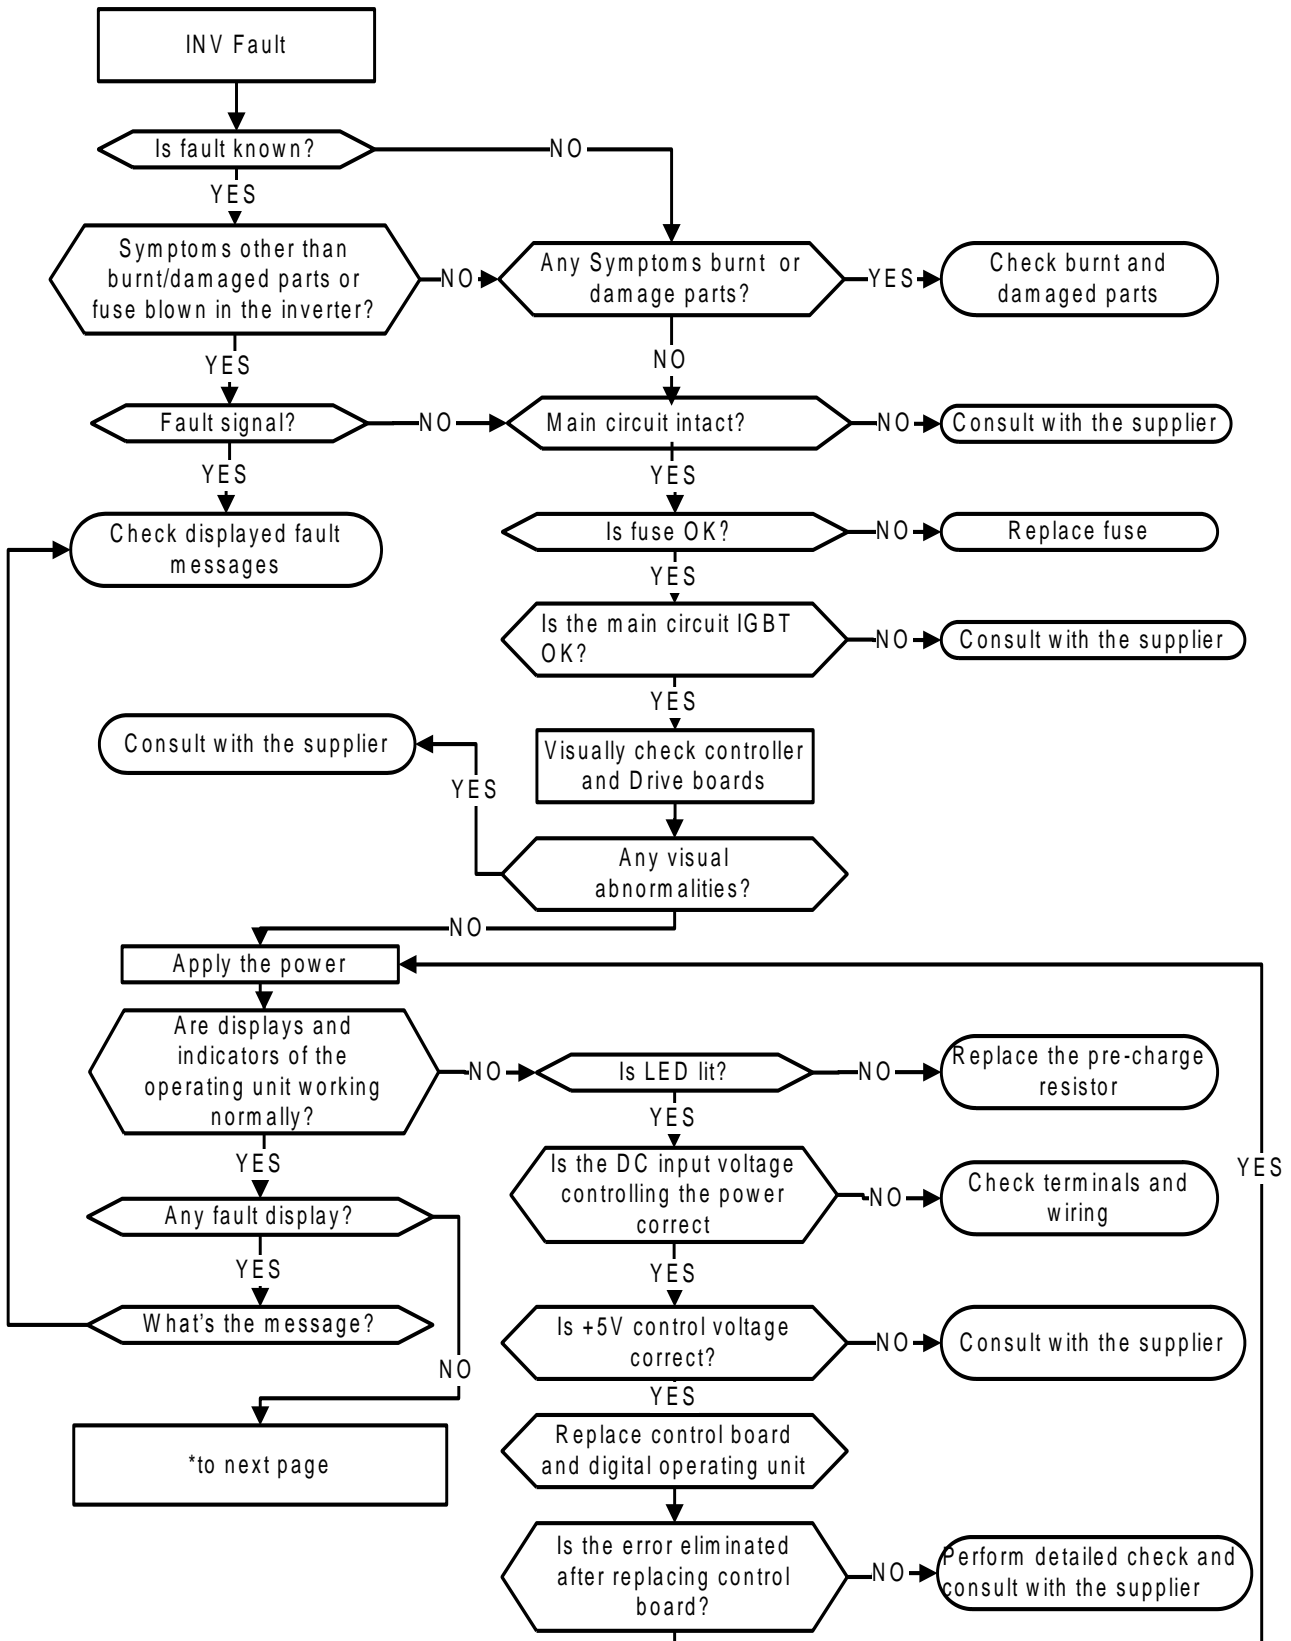 INV Fault
Is fault known?
NO
YES
Symptoms other than
burnt/damaged parts or
fuse blown in the inverter?
NO
Any Symptoms burnt or
damage parts?
YES
Check burnt and
damaged parts
YES
NO
Fault signal?
NO
Main circuit intact?
NO
Consult with the supplier
YES
YES
Check displayed fault
messages
Is fuse OK?
NO
Replace fuse
YES
Is the main circuit IGBT
OK?
NO
Consult with the supplier
YES
Consult with the supplier
Visually check controller
and Drive boards
YES
Any visual
abnormalities?
NO
Apply the power
Are displays and
indicators of the
operating unit working
normally?
NO
Is LED lit?
NO
Replace the pre-charge
resistor
YES
YES
Is the DC input voltage
controlling the power
correct
NO
Check terminals and
wiring
YES
Any fault display?
YES
YES
What's the message?
Is +5V control voltage
correct?
NO
Consult with the supplier
NO
YES
*to next page
Replace control board
and digital operating unit
Is the error eliminated
after replacing control
board?
NO
Perform detailed check and
consult with the supplier